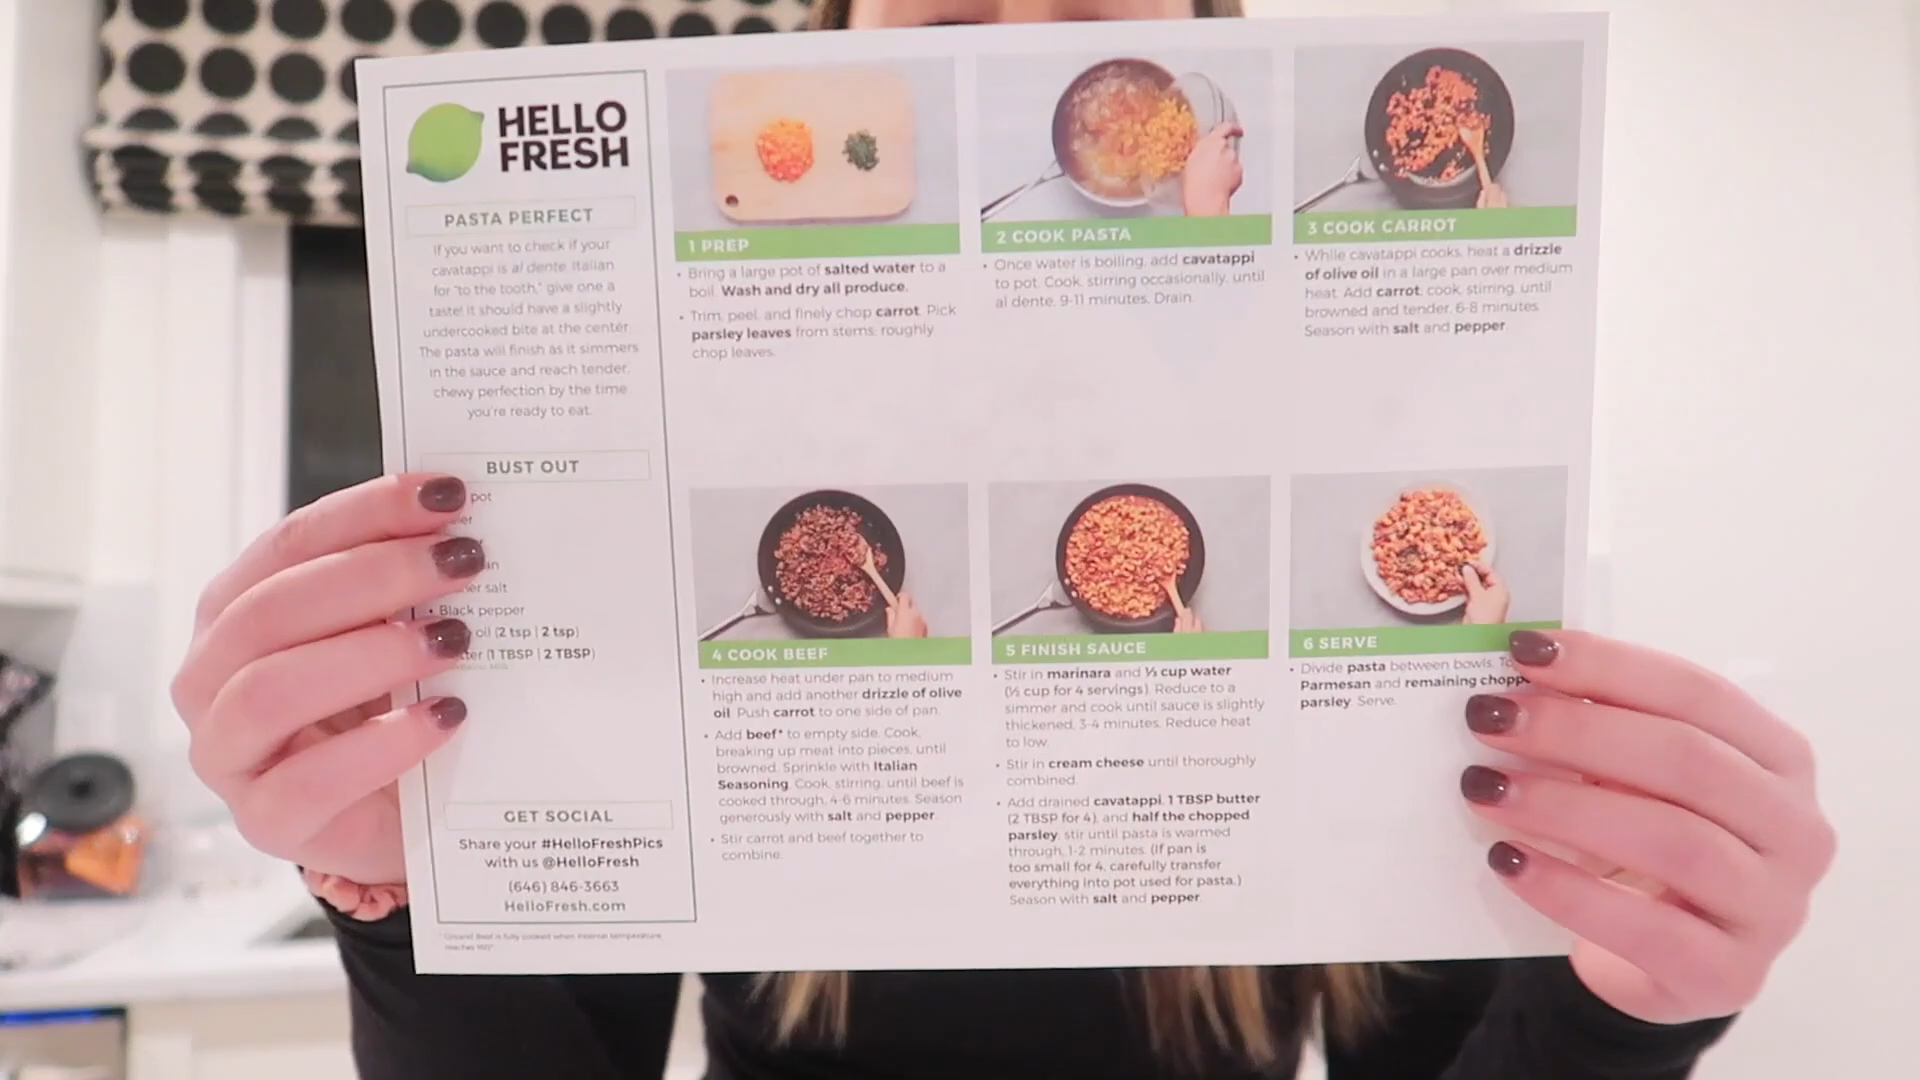 HELLO
FRESH
PASTA PERFECT
If you want to check if your
cavatappi is al dente, Italian
for "to the tooth," give one a
taste! It should have a slightly
undercooked bite at the center.
The pasta will finish as it simmers
in the sauce and reach tender,
chewy perfection by the time
you're ready to eat.
BUST OUT
pot
salt
• Black pepper
oil (2 tsp | 2 tsp)
(1 TBSP | 2 TBSP)
GET SOCIAL
Share your #HelloFreshPics
with us @HelloFresh
(646) 846-3663
HelloFresh.com
* Ground Beef is fully cooked when internal temperature
reaches 160°
1 PREP
• Bring a large pot of salted water to a
boil. Wash and dry all produce.
• Trim, peel, and finely chop carrot. Pick
parsley leaves from stems; roughly
chop leaves.
2 COOK PASTA
• Once water is boiling, add cavatappi
to pot. Cook, stirring occasionally, until
al dente, 9-11 minutes. Drain.
3 COOK CARROT
• While cavatappi cooks, heat a drizzle
of olive oil in a large pan over medium
heat. Add carrot; cook, stirring, until
browned and tender, 6-8 minutes.
Season with salt and pepper.
4 COOK BEEF
• Increase heat under pan to medium
high and add another drizzle of olive
oil. Push carrot to one side of pan.
• Add beef* to empty side. Cook,
breaking up meat into pieces, until
browned. Sprinkle with Italian
Seasoning. Cook, stirring, until beef is
cooked through, 4-6 minutes. Season
generously with salt and pepper.
• Stir carrot and beef together to
combine.
5 FINISH SAUCE
• Stir in marinara and ⅓ cup water
(½ cup for 4 servings). Reduce to a
simmer and cook until sauce is slightly
thickened, 3-4 minutes. Reduce heat
to low.
• Stir in cream cheese until thoroughly
combined.
• Add drained cavatappi, 1 TBSP butter
(2 TBSP for 4), and half the chopped
parsley; stir until pasta is warmed
through, 1-2 minutes. (If pan is
too small for 4, carefully transfer
everything into pot used for pasta.)
Season with salt and pepper.
6 SERVE
• Divide pasta between bowls.
Parmesan and remaining
parsley. Serve.